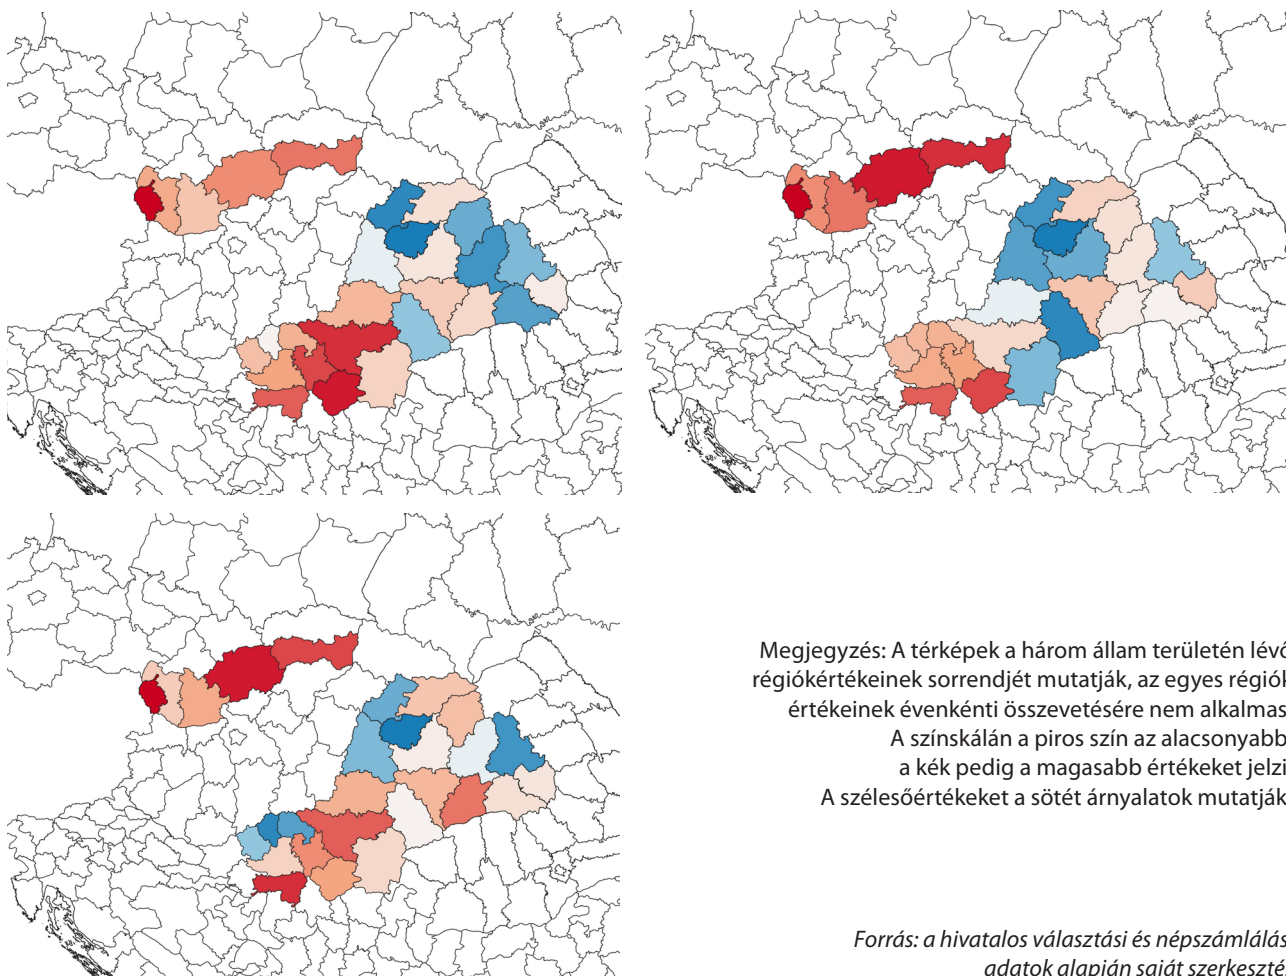 Megjegyzés: A térképek a három állam területén lévő
régiókértékeinek sorrendjét mutatják, az egyes régiók
értékeinek évenkénti összevetésére nem alkalmas
A színskálán a piros szín az alacsonyabb
a kék pedig a magasabb értékeket jelzi
A szélesőértékeket a sötét árnyalatok mutatják
Forrás: a hivatalos választási és népszámlálás
adatok alapján saját szerkeszté